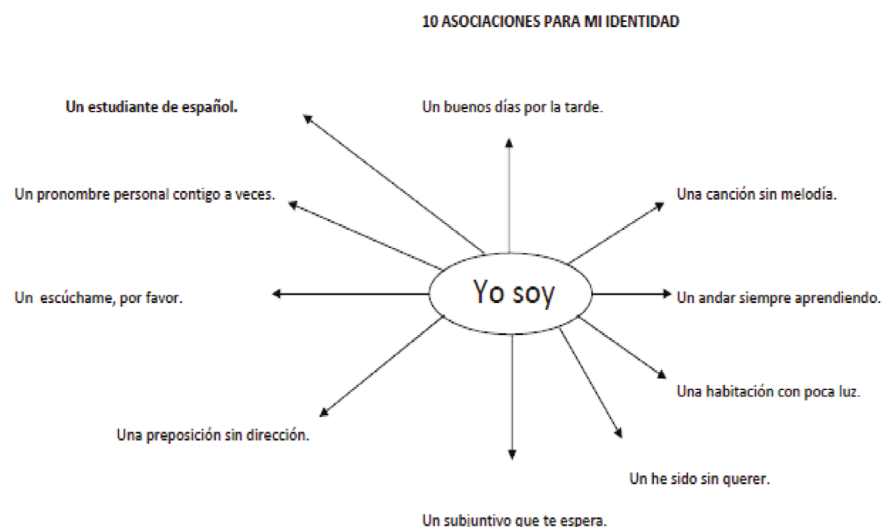 10 ASOCIACIONES PARA MI IDENTIDAD
Un estudiante de español.
Un buenos días por la tarde.
Un pronombre personal contigo a veces.
Una canción sin melodía.
Un escúchame, por favor.
Yo soy
Un andar siempre aprendiendo.
Una habitación con poca luz.
Una preposición sin dirección.
Un he sido sin querer.
Un subjuntivo que te espera.